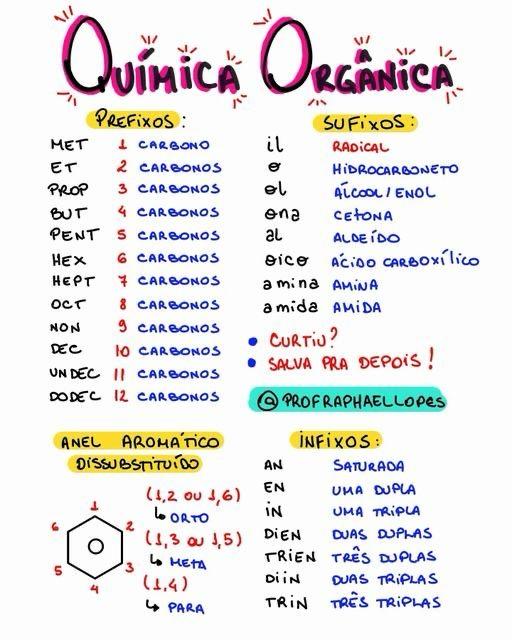 QUÍMICA ORGÂNICA
PREFIXOS:
MET 1 CARBONO
ET 2 CARBONOS
PROP 3 CARBONOS
BUT 4 CARBONOS
PENT 5 CARBONOS
HEX 6 CARBONOS
HEPT 7 CARBONOS
OCT 8 CARBONOS
NON 9 CARBONOS
DEC 10 CARBONOS
UNDEC 11 CARBONOS
DODEC 12 CARBONOS
SUFIXOS:
il RADICAL
o HIDROCARBONETO
ol ÁLCOOL/ENOL
ona CETONA
al ALDEÍDO
oico ÁCIDO CARBOXÍLICO
amina AMINA
amida AMIDA
• CURTIU?
• SALVA PRA DEPOIS!
@PROFRAPHAELLOPES
ANEL AROMÁTICO
DISSUBSTITUÍDO
1
2
3
4
5
6
(1,2 OU 1,6)
↳ ORTO
(1,3 OU 1,5)
↳ META
(1,4)
↳ PARA
INFIXOS:
AN SATURADA
EN UMA DUPLA
IN UMA TRIPLA
DIEN DUAS DUPLAS
TRIEN TRÊS DUPLAS
DIIN DUAS TRIPLAS
TRIN TRÊS TRIPLAS